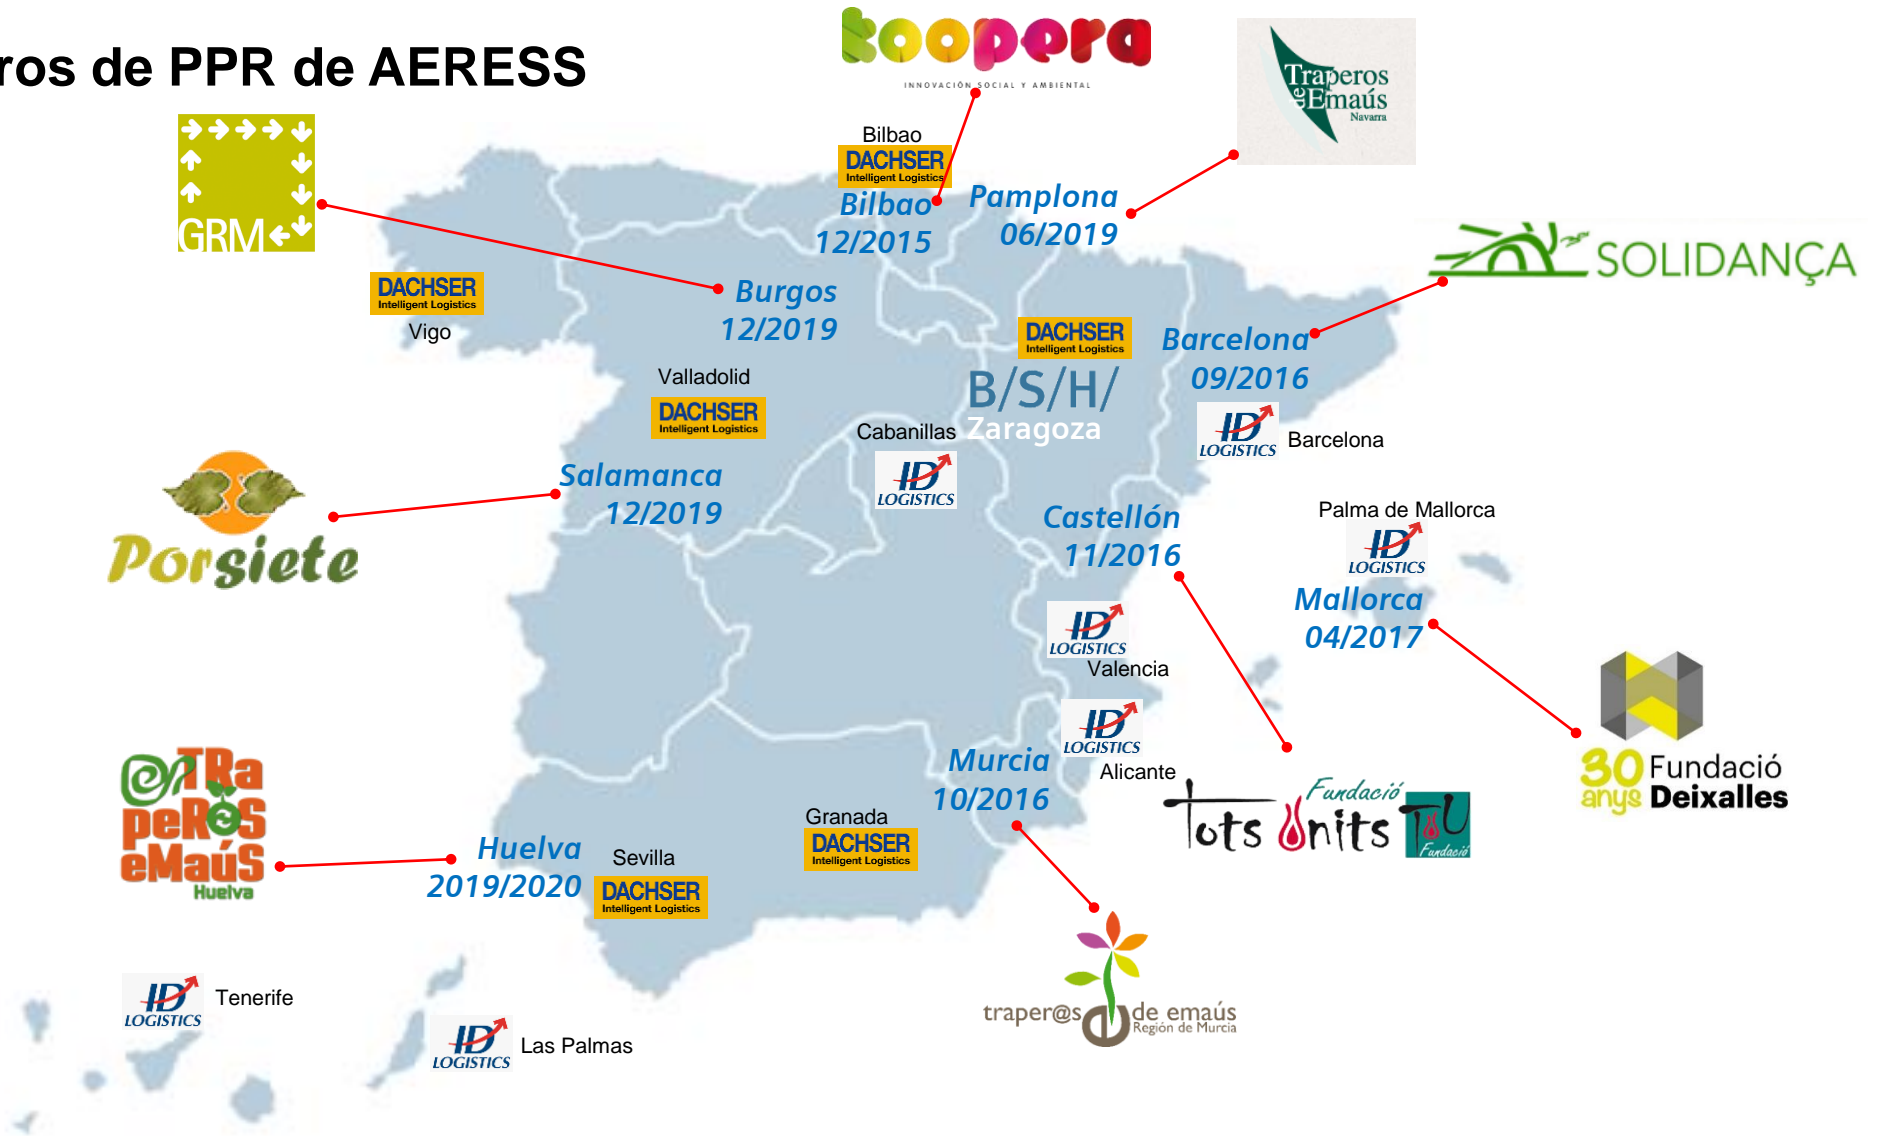 ros de PPR de AERESS
koopera
INNOVACIÓN SOCIAL Y AMBIENTAL
Traperos
de Emaús
Navarra
GRM
Bilbao
DACHSER
Intelligent Logistics
Bilbao
12/2015
Pamplona
06/2019
SOLIDANÇA
DACHSER
Intelligent Logistics
Vigo
Burgos
12/2019
DACHSER
Intelligent Logistics
B/S/H/
Zaragoza
Barcelona
09/2016
ID
LOGISTICS
Barcelona
Valladolid
DACHSER
Intelligent Logistics
Cabanillas
ID
LOGISTICS
Porsiete
Salamanca
12/2019
Castellón
11/2016
Palma de Mallorca
ID
LOGISTICS
Mallorca
04/2017
ID
LOGISTICS
Valencia
ID
LOGISTICS
Alicante
30
anys
Fundació
Deixalles
Murcia
10/2016
Fundació
Tots Units
TU
Fundació
TRa
peRoS
eMaúS
Huelva
Huelva
2019/2020
Sevilla
DACHSER
Intelligent Logistics
Granada
DACHSER
Intelligent Logistics
traper@s de emaús
Región de Murcia
ID
LOGISTICS
Tenerife
ID
LOGISTICS
Las Palmas